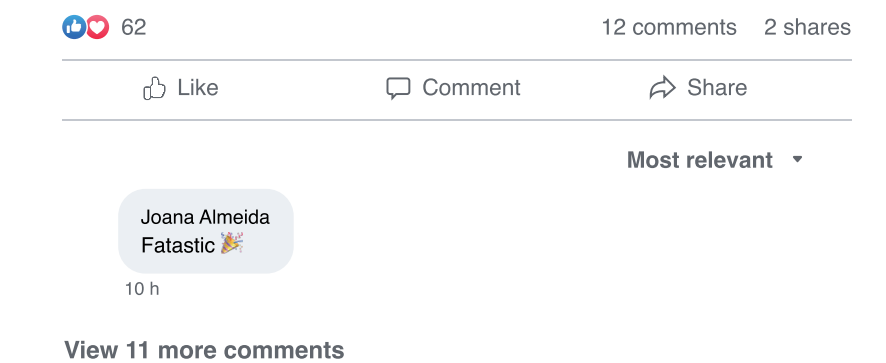 62 12 comments 2 shares
Like Comment Share
Most relevant
Joana Almeida
Fatastic 🎉
10 h
View 11 more comments